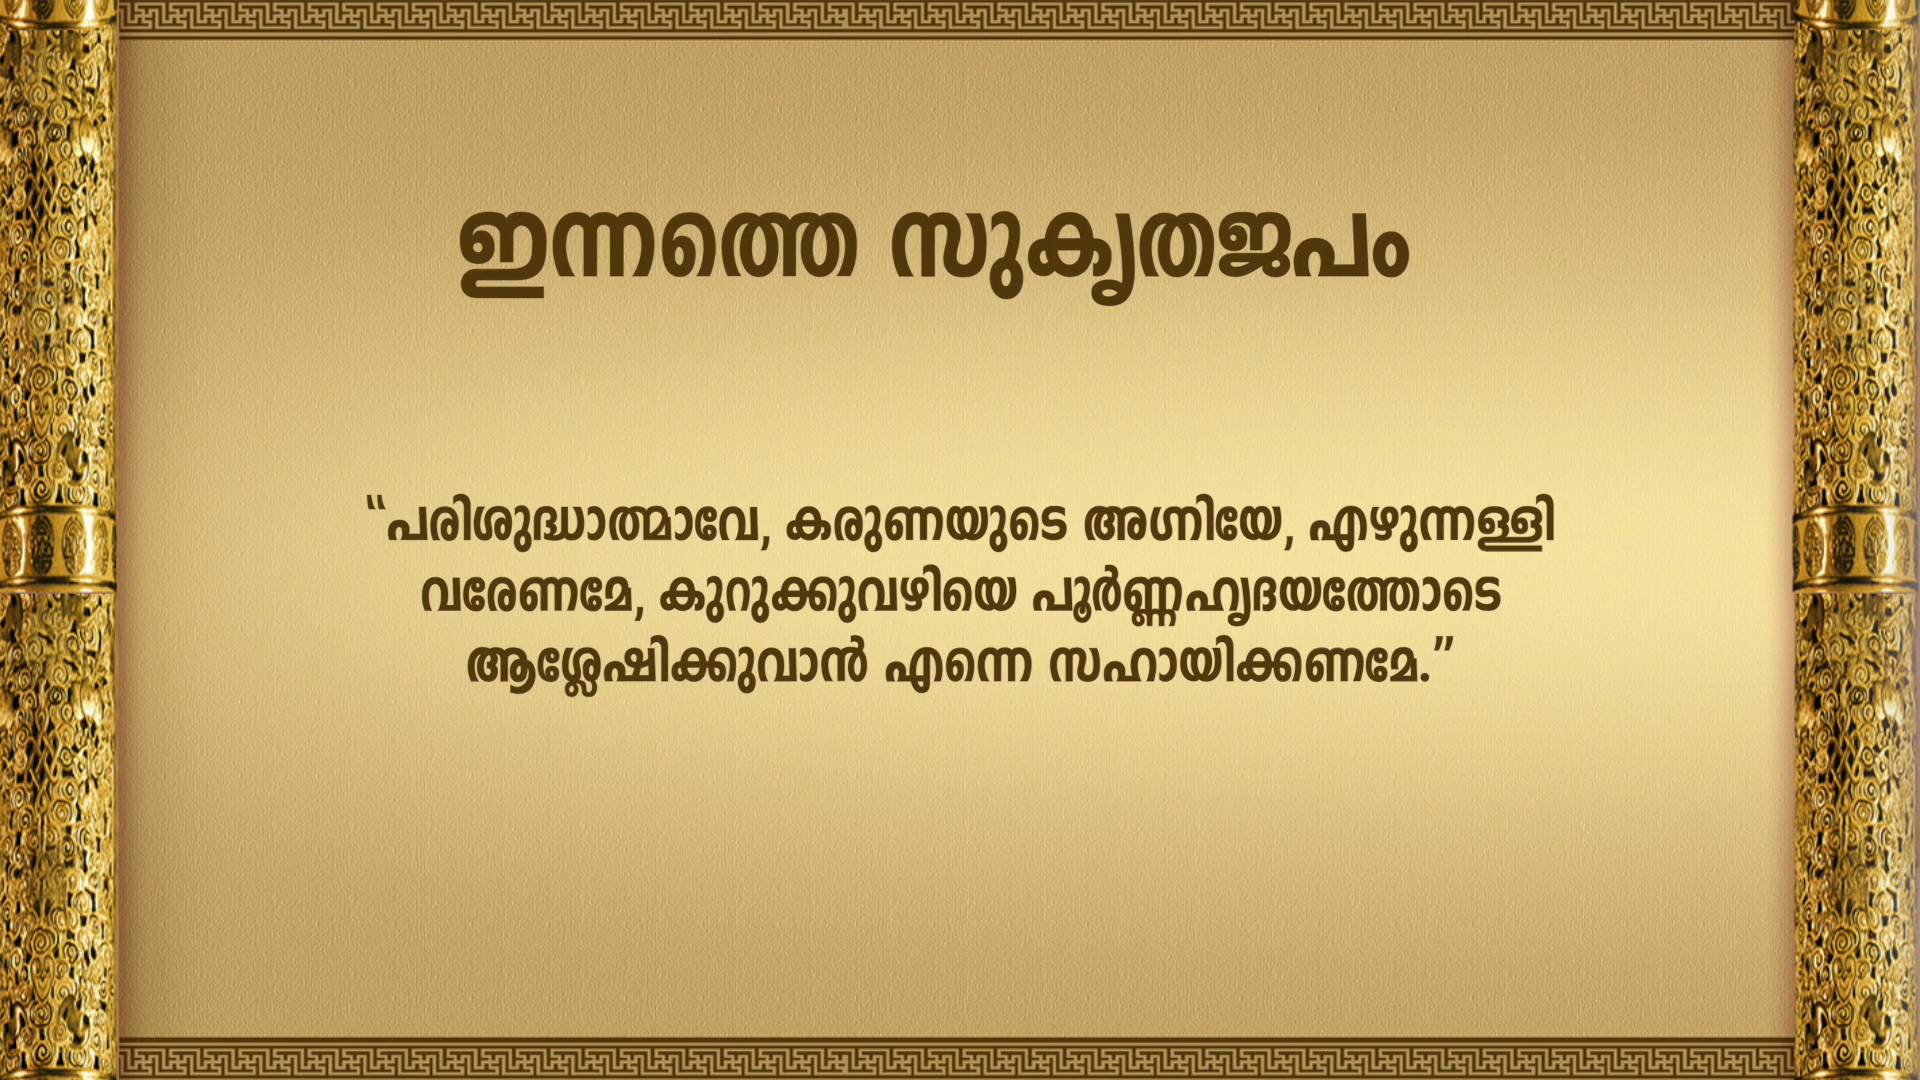 ഇന്നത്തെ സുകൃതജപം
“പരിശുദ്ധാത്മാവേ, കരുണയുടെ അഗ്നിയേ, എഴുന്നള്ളി
വരേണമേ, കുറുക്കുവഴിയെ പൂർണ്ണഹൃദയത്തോടെ
ആശ്ലേഷിക്കുവാൻ എന്നെ സഹായിക്കണമേ.”